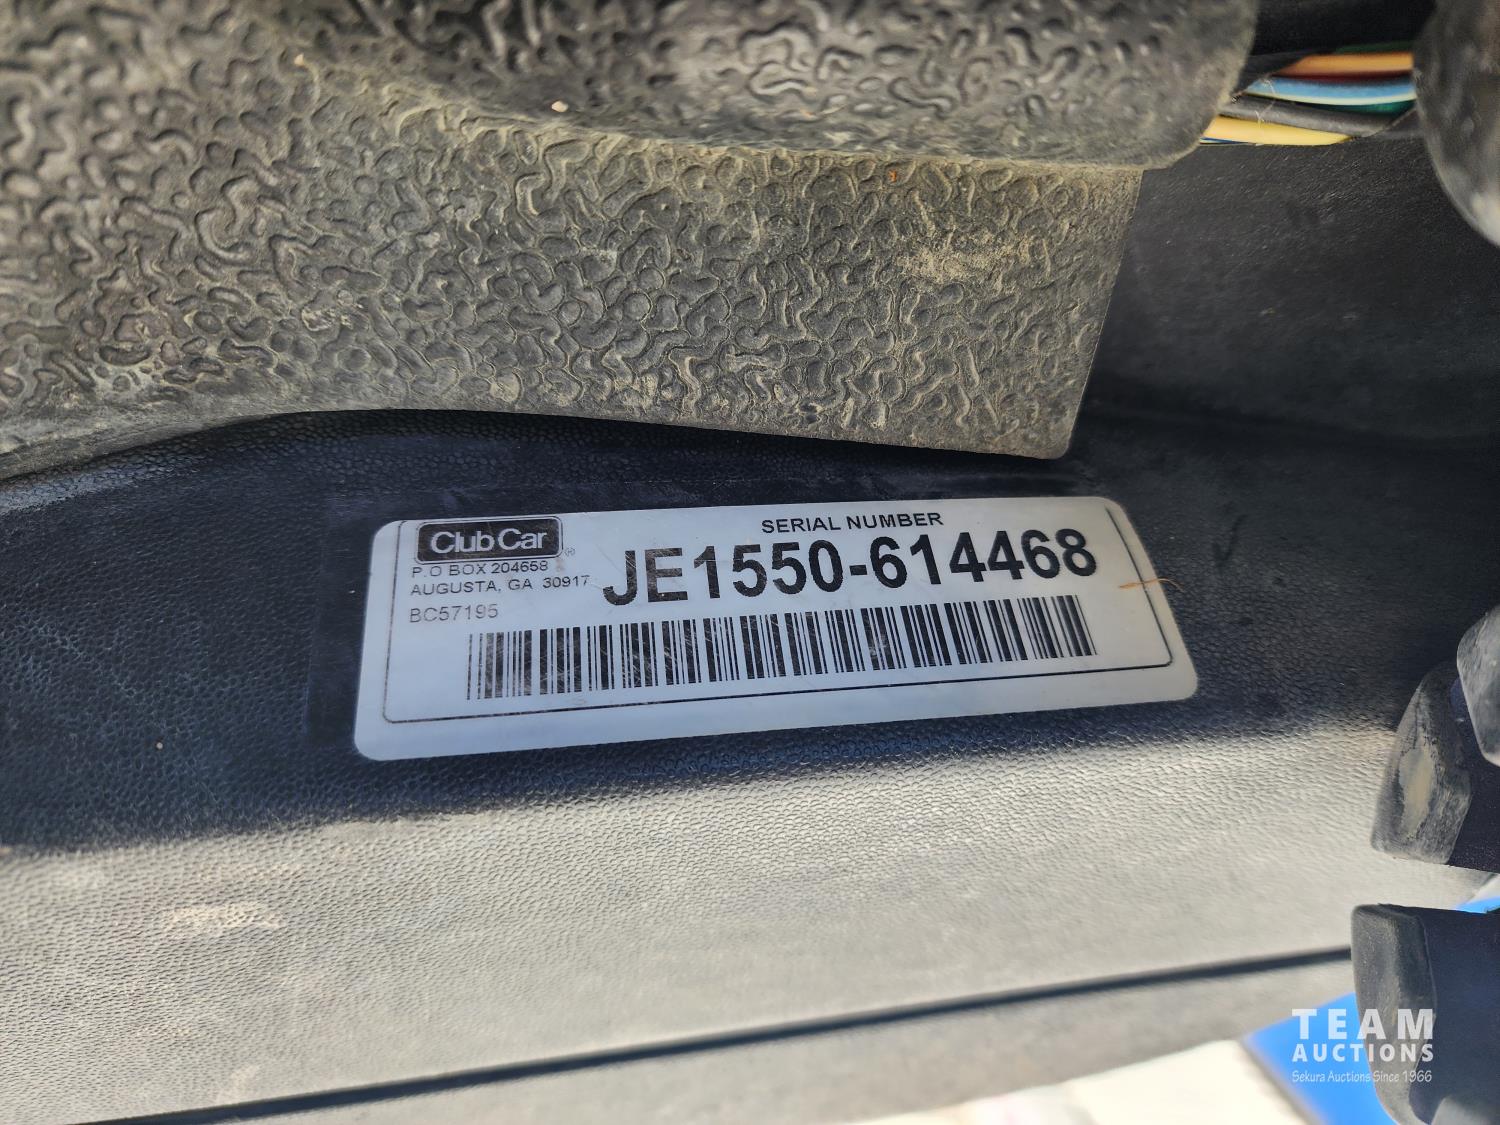 Club Car ®
P.O BOX 204658
AUGUSTA, GA 30917
BC57195
SERIAL NUMBER
JE1550-614468
TEAM
AUCTIONS
Sekura Auctions Since 1966